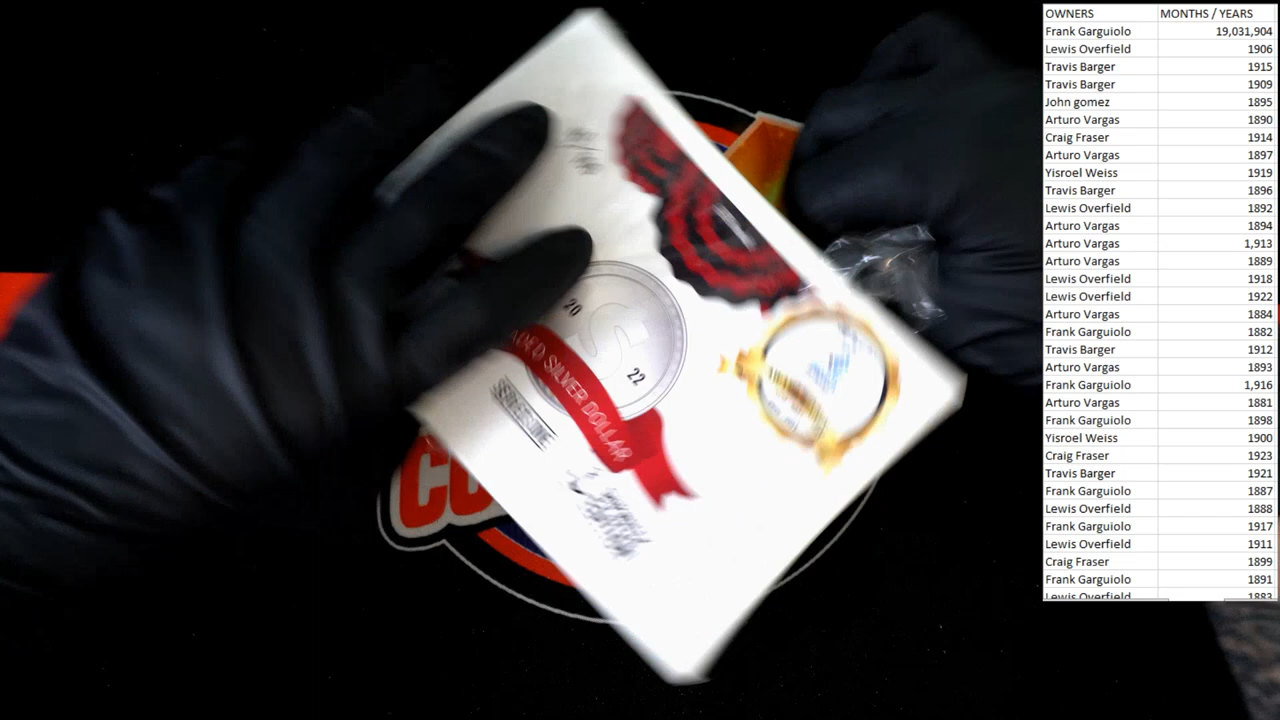 OWNERS MONTHS / YEARS
Frank Garguiolo 19,031,904
Lewis Overfield 1906
Travis Barger 1915
Travis Barger 1909
John gomez 1895
Arturo Vargas 1890
Craig Fraser 1914
Arturo Vargas 1897
Yisroel Weiss 1919
Travis Barger 1896
Lewis Overfield 1892
Arturo Vargas 1894
Arturo Vargas 1,913
Arturo Vargas 1889
Lewis Overfield 1918
Lewis Overfield 1922
Arturo Vargas 1884
Frank Garguiolo 1882
Travis Barger 1912
Arturo Vargas 1893
Frank Garguiolo 1,916
Arturo Vargas 1881
Frank Garguiolo 1898
Yisroel Weiss 1900
Craig Fraser 1923
Travis Barger 1921
Frank Garguiolo 1887
Lewis Overfield 1888
Frank Garguiolo 1917
Lewis Overfield 1911
Craig Fraser 1899
Frank Garguiolo 1891
Lewis Overfield 1883
20
S
22
SILVER DOLLAR
CO